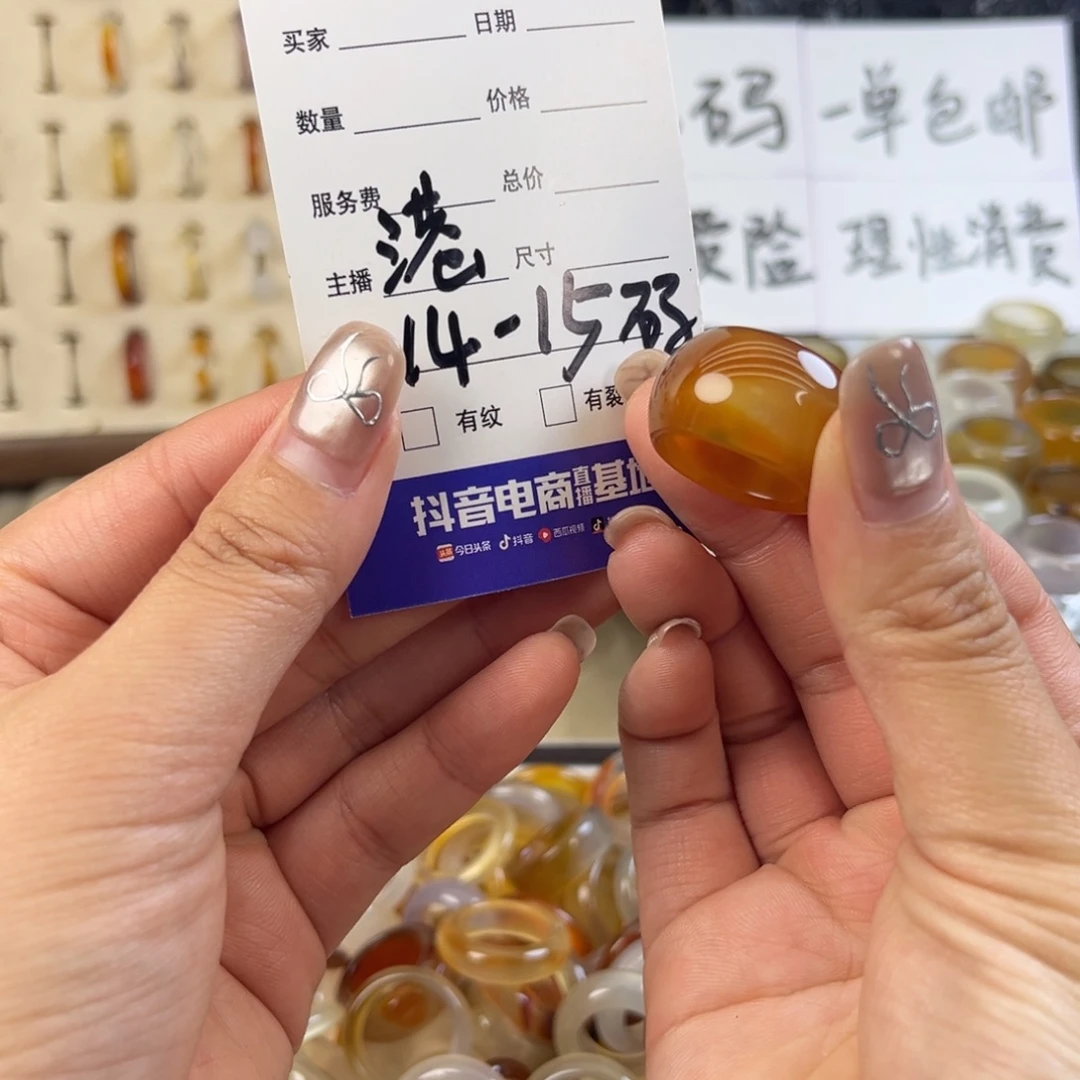 买家 日期
数量 价格
服务费 总价
主播 港 尺寸
14-15码
有纹 有裂
抖音电商直播基地
今日头条 抖音 西瓜视频
码 一单包邮
险 理性消费